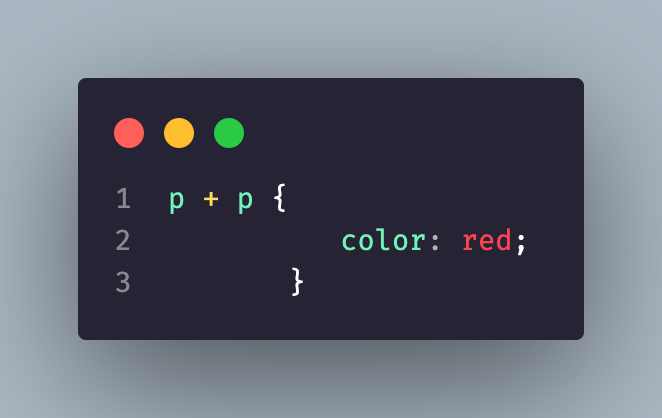 1 p + p {
2 color: red;
3 }